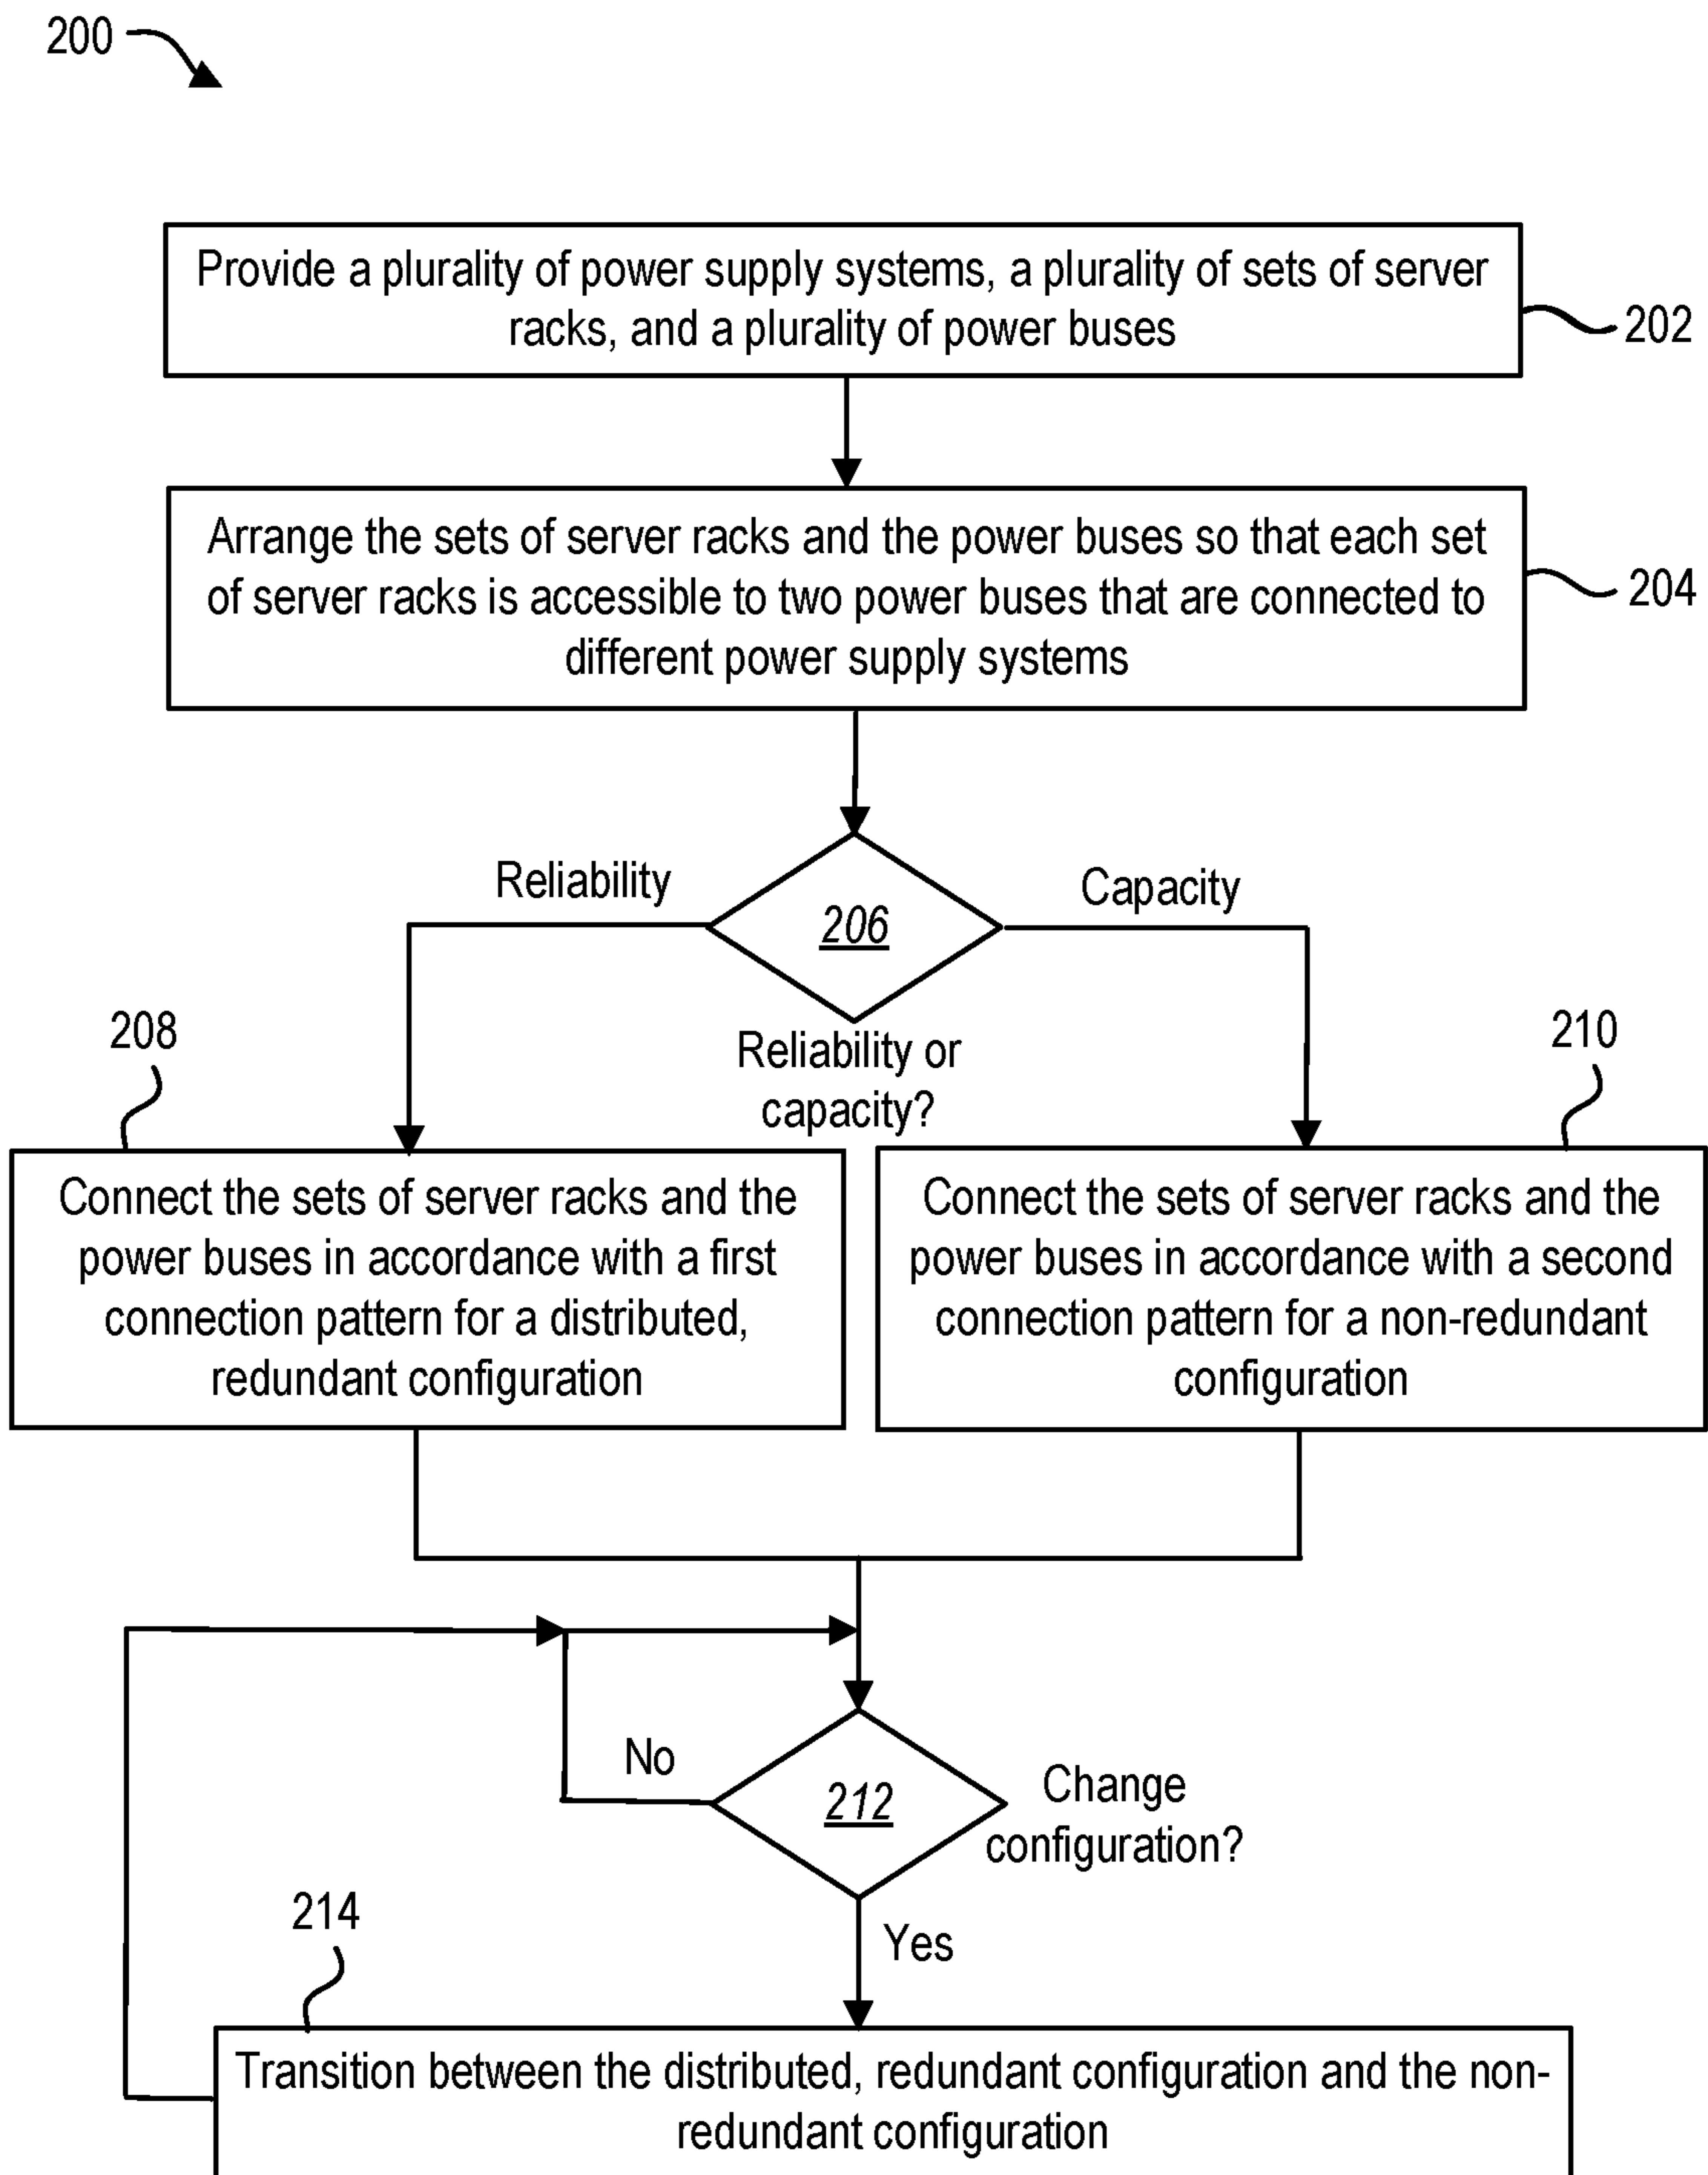 200
Provide a plurality of power supply systems, a plurality of sets of server
racks, and a plurality of power buses
202
Arrange the sets of server racks and the power buses so that each set
of server racks is accessible to two power buses that are connected to
different power supply systems
204
Reliability
206
Capacity
Reliability or
capacity?
208
210
Connect the sets of server racks and the
power buses in accordance with a first
connection pattern for a distributed,
redundant configuration
Connect the sets of server racks and the
power buses in accordance with a second
connection pattern for a non-redundant
configuration
No
212
Change
configuration?
214
Yes
Transition between the distributed, redundant configuration and the non-
redundant configuration